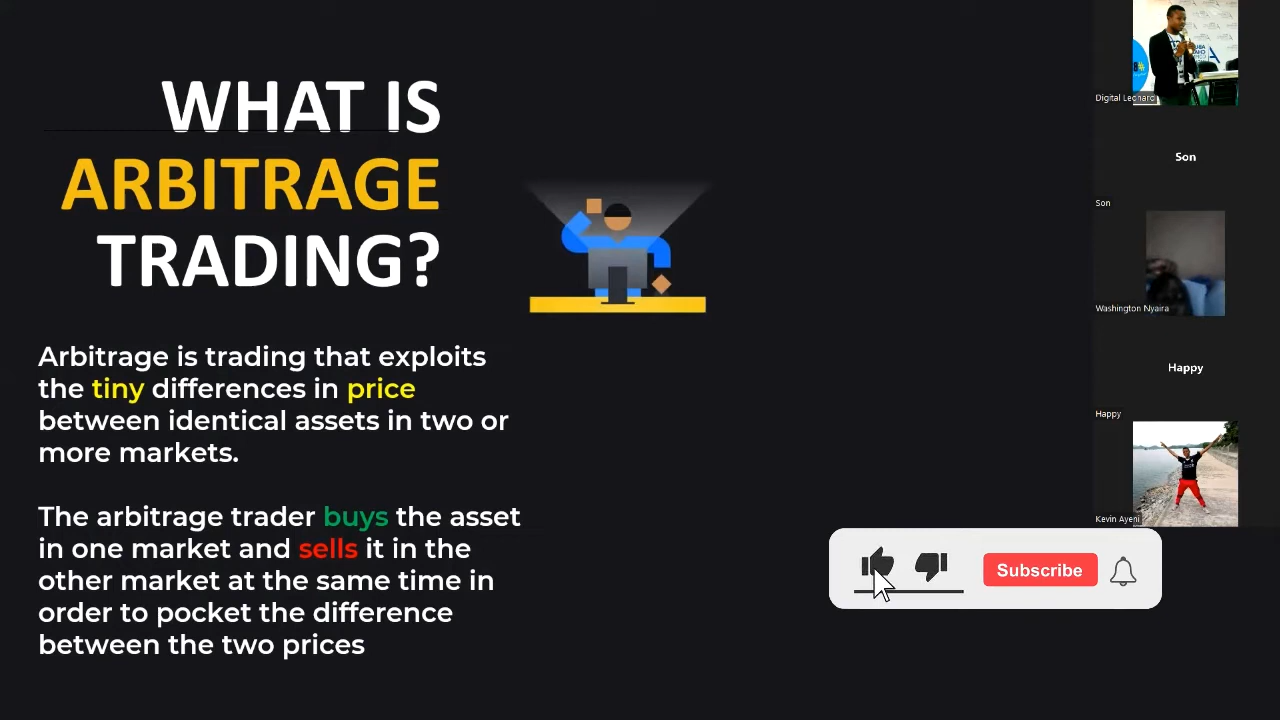 WHAT IS
ARBITRAGE
TRADING?
Arbitrage is trading that exploits
the tiny differences in price
between identical assets in two or
more markets.
The arbitrage trader buys the asset
in one market and sells it in the
other market at the same time in
order to pocket the difference
between the two prices
Digital Leonard
Son
Son
Washington Nyaira
Happy
Happy
Kevin Ayeni
Subscribe